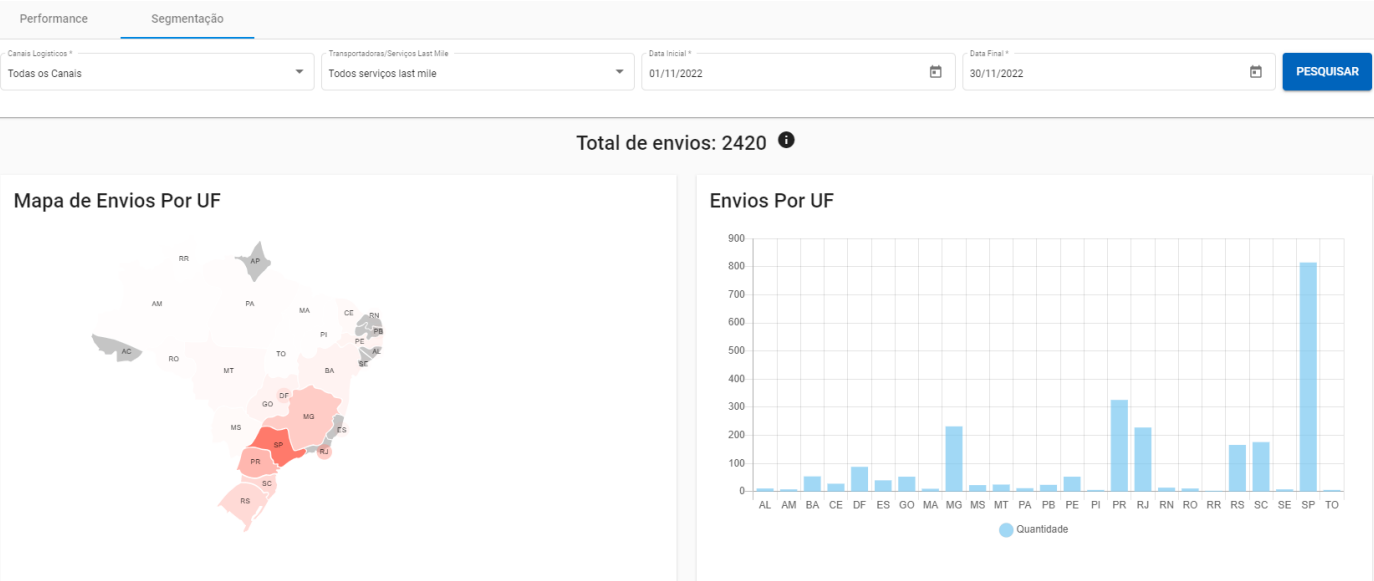 Performance Segmentação
Canais Logisticos * Transportadoras/Serviços Last Mile Data Inicial * Data Final *
Todas os Canais Todos serviços last mile 01/11/2022 30/11/2022 PESQUISAR
Total de envios: 2420
Mapa de Envios Por UF
RR
AP
AM
PA
MA
CE
RN
PI
PB
PE
AC
RO
TO
AL
SE
MT
BA
DF
GO
MG
MS
ES
SP
RJ
PR
SC
RS
Envios Por UF
900
800
700
600
500
400
300
200
100
0
AL AM BA CE DF ES GO MA MG MS MT PA PB PE PI PR RJ RN RO RR RS SC SE SP TO
Quantidade